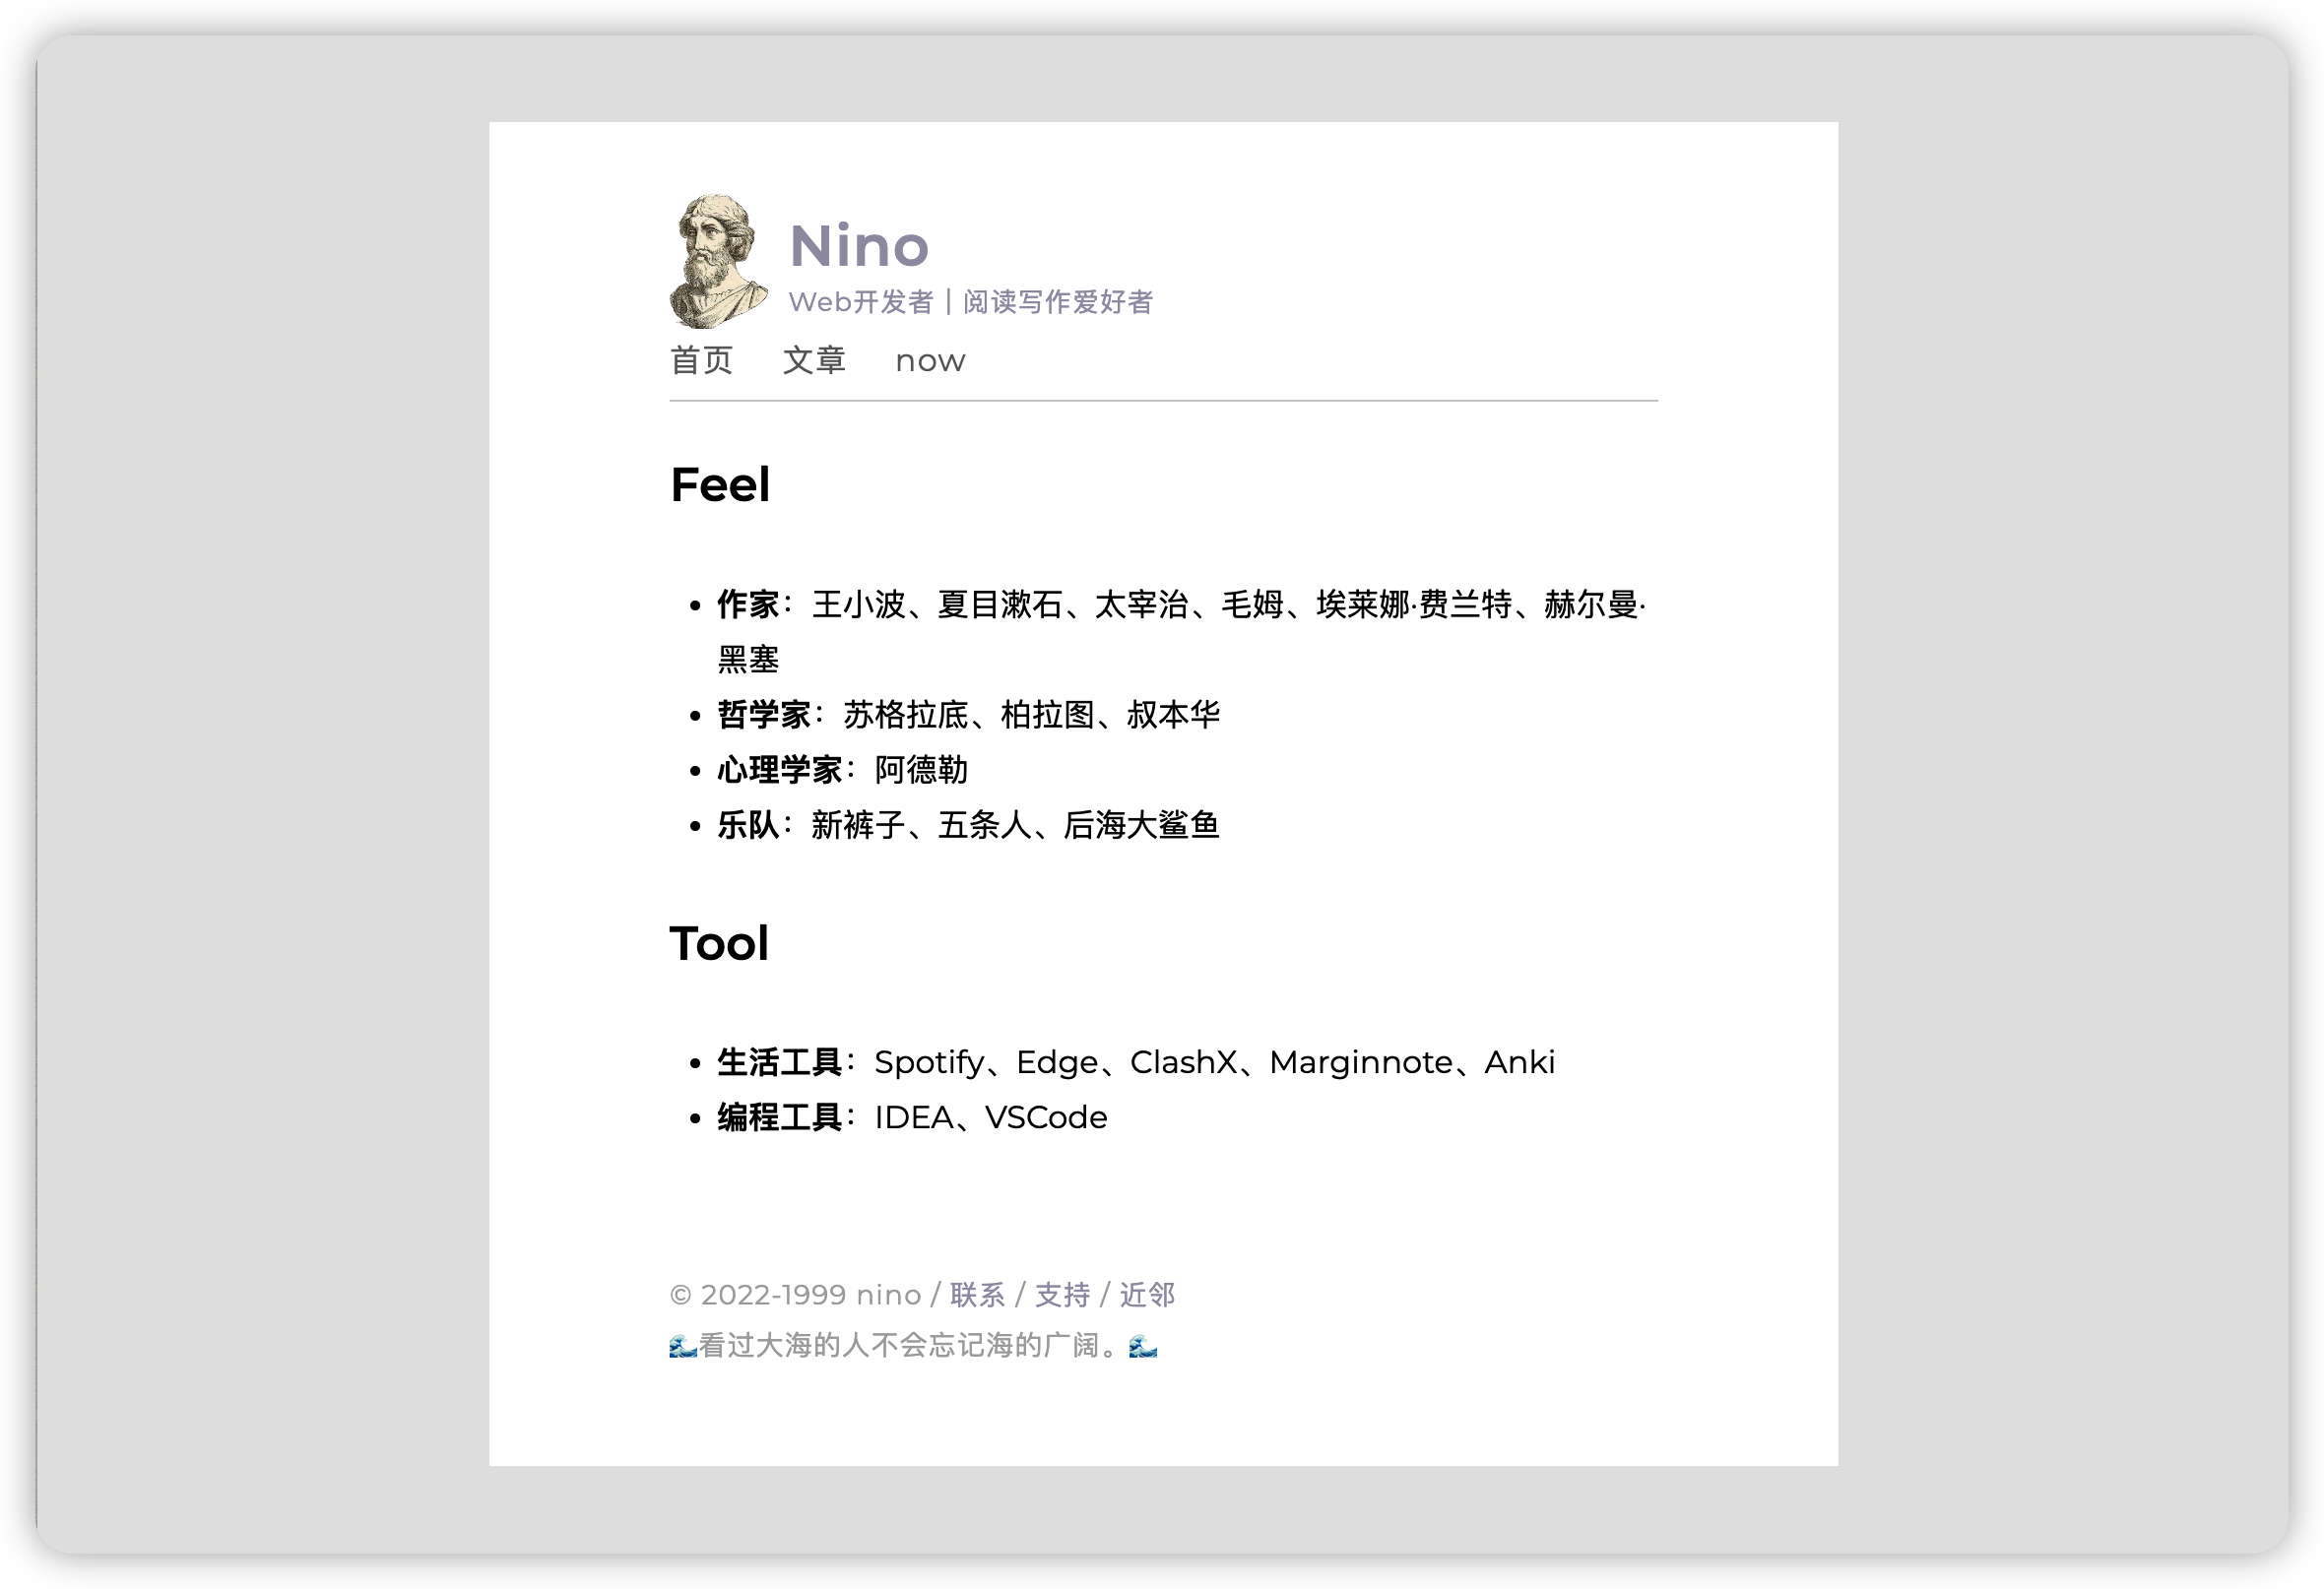 Nino
Web开发者｜阅读写作爱好者
首页 文章 now
Feel
• 作家：王小波、夏目漱石、太宰治、毛姆、埃莱娜·费兰特、赫尔曼·
黑塞
• 哲学家：苏格拉底、柏拉图、叔本华
• 心理学家：阿德勒
• 乐队：新裤子、五条人、后海大鲨鱼
Tool
• 生活工具：Spotify、Edge、ClashX、Marginnote、Anki
• 编程工具：IDEA、VSCode
© 2022-1999 nino / 联系 / 支持 / 近邻
🌊看过大海的人不会忘记海的广阔。🌊